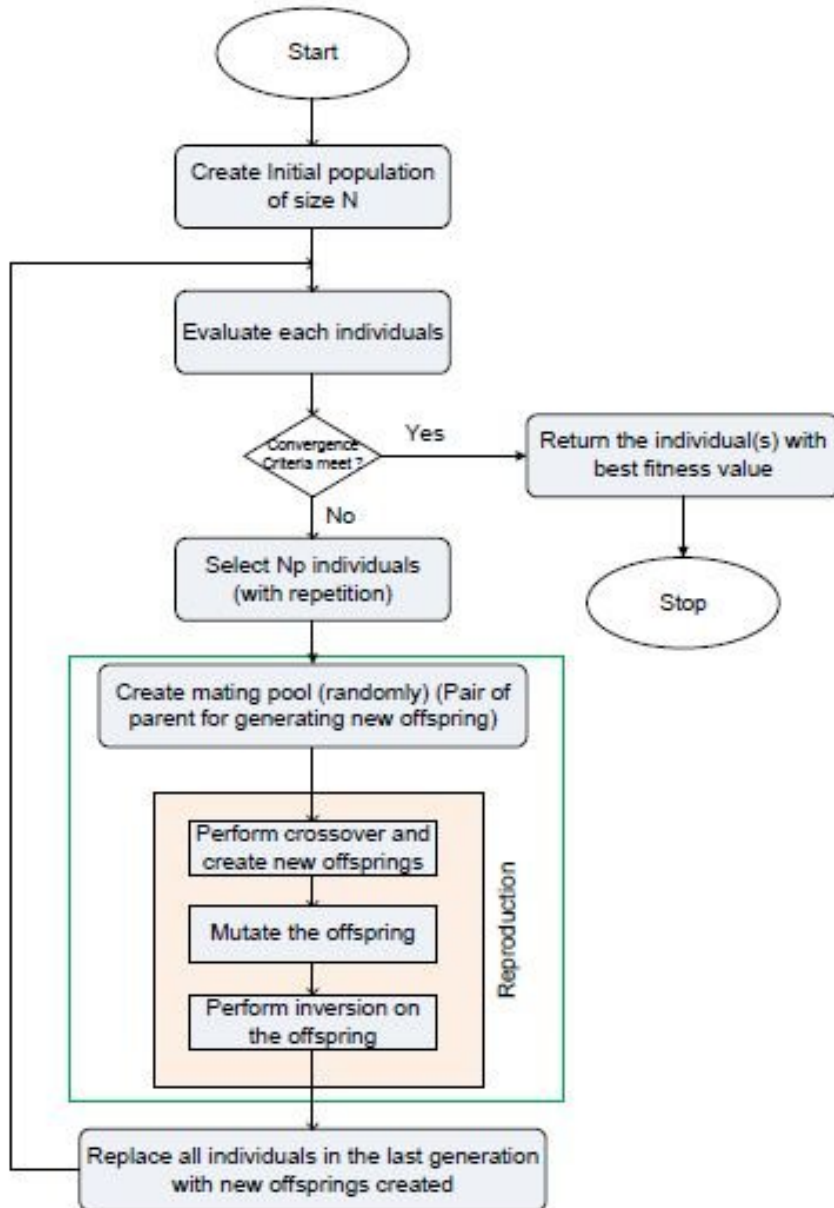 Start
Create Initial population
of size N
Evaluate each individuals
Convergence
Criteria meet ?
Yes
Return the individual(s) with
best fitness value
No
Stop
Select Np individuals
(with repetition)
Create mating pool (randomly) (Pair of
parent for generating new offspring)
Perform crossover and
create new offsprings
Mutate the offspring
Perform inversion on
the offspring
Reproduction
Replace all individuals in the last generation
with new offsprings created